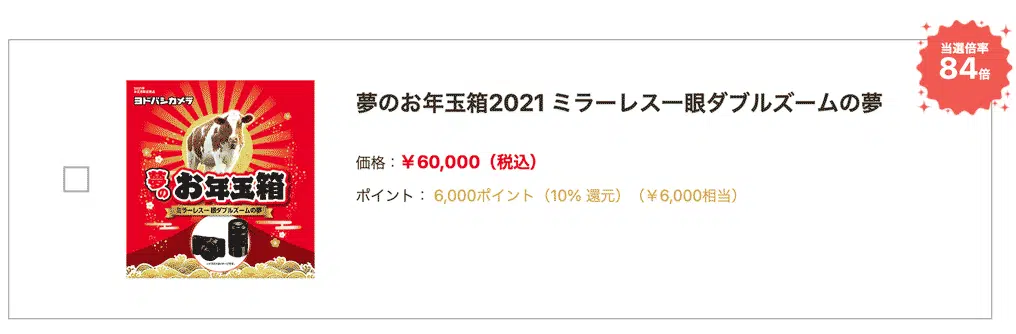 当選倍率
84倍
夢のお年玉箱2021 ミラーレス一眼ダブルズームの夢
価格：￥60,000（税込）
ポイント： 6,000ポイント（10% 還元）（￥6,000相当）
ヨドバシカメラ
夢の
お年玉箱
ミラーレス一眼ダブルズームの夢